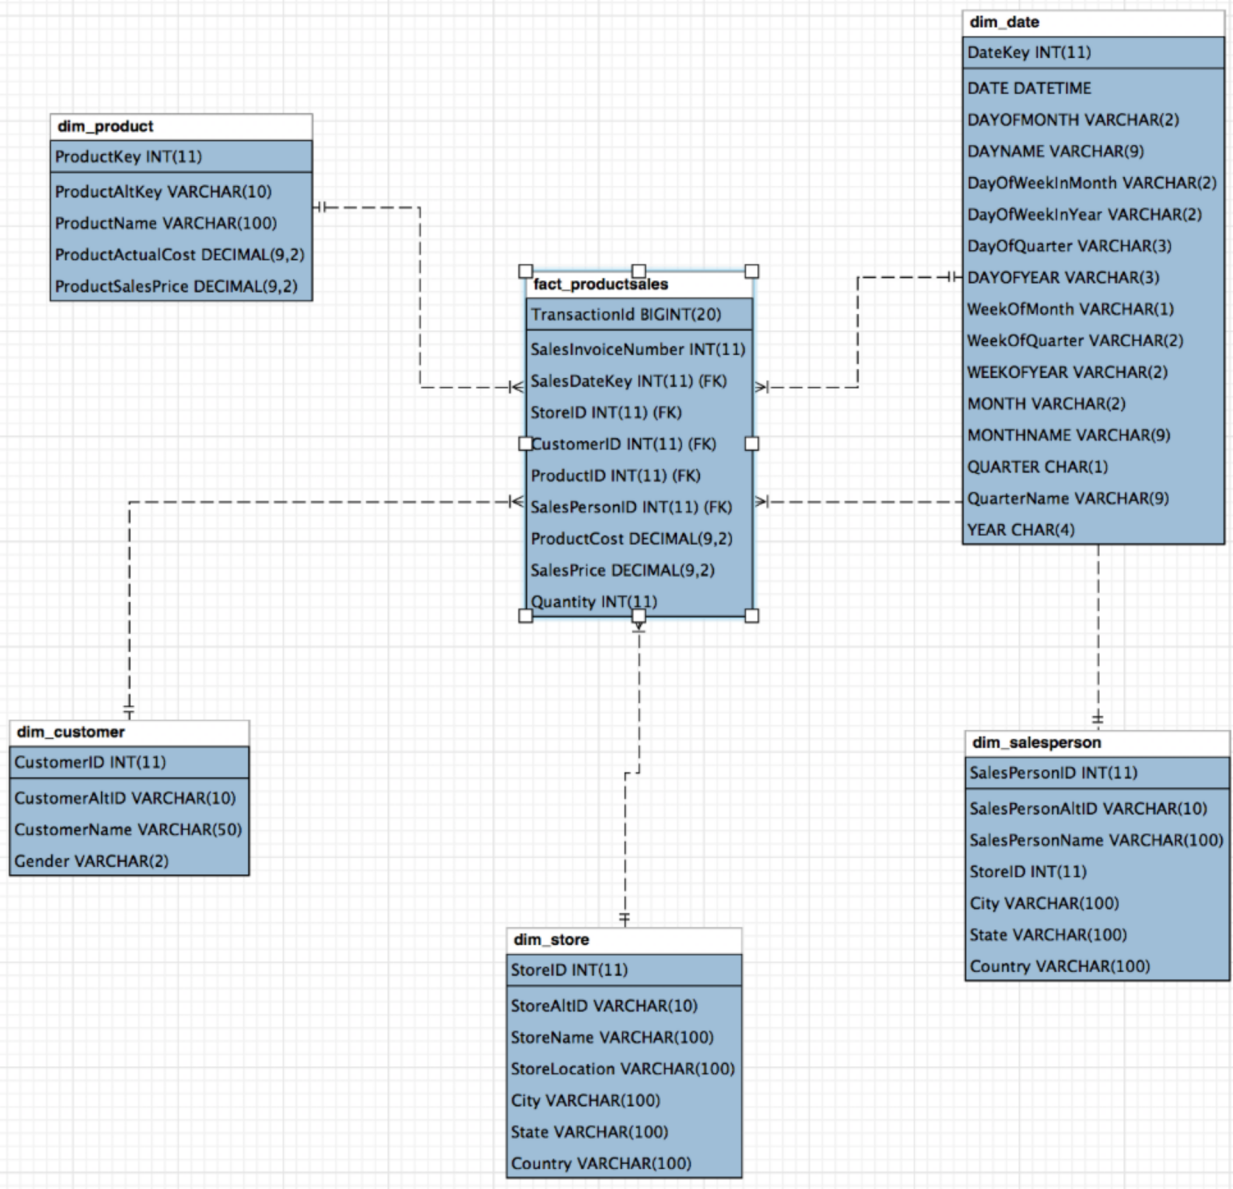 dim_date
DateKey INT(11)
DATE DATETIME
DAYOFMONTH VARCHAR(2)
DAYNAME VARCHAR(9)
DayOfWeekInMonth VARCHAR(2)
DayOfWeekInYear VARCHAR(2)
DayOfQuarter VARCHAR(3)
DAYOFYEAR VARCHAR(3)
WeekOfMonth VARCHAR(1)
WeekOfQuarter VARCHAR(2)
WEEKOFYEAR VARCHAR(2)
MONTH VARCHAR(2)
MONTHNAME VARCHAR(9)
QUARTER CHAR(1)
QuarterName VARCHAR(9)
YEAR CHAR(4)
dim_product
ProductKey INT(11)
ProductAltKey VARCHAR(10)
ProductName VARCHAR(100)
ProductActualCost DECIMAL(9,2)
ProductSalesPrice DECIMAL(9,2)
fact_productsales
TransactionId BIGINT(20)
SalesInvoiceNumber INT(11)
SalesDateKey INT(11) (FK)
StoreID INT(11) (FK)
CustomerID INT(11) (FK)
ProductID INT(11) (FK)
SalesPersonID INT(11) (FK)
ProductCost DECIMAL(9,2)
SalesPrice DECIMAL(9,2)
Quantity INT(11)
dim_customer
CustomerID INT(11)
CustomerAltID VARCHAR(10)
CustomerName VARCHAR(50)
Gender VARCHAR(2)
dim_salesperson
SalesPersonID INT(11)
SalesPersonAltID VARCHAR(10)
SalesPersonName VARCHAR(100)
StoreID INT(11)
City VARCHAR(100)
State VARCHAR(100)
Country VARCHAR(100)
dim_store
StoreID INT(11)
StoreAltID VARCHAR(10)
StoreName VARCHAR(100)
StoreLocation VARCHAR(100)
City VARCHAR(100)
State VARCHAR(100)
Country VARCHAR(100)